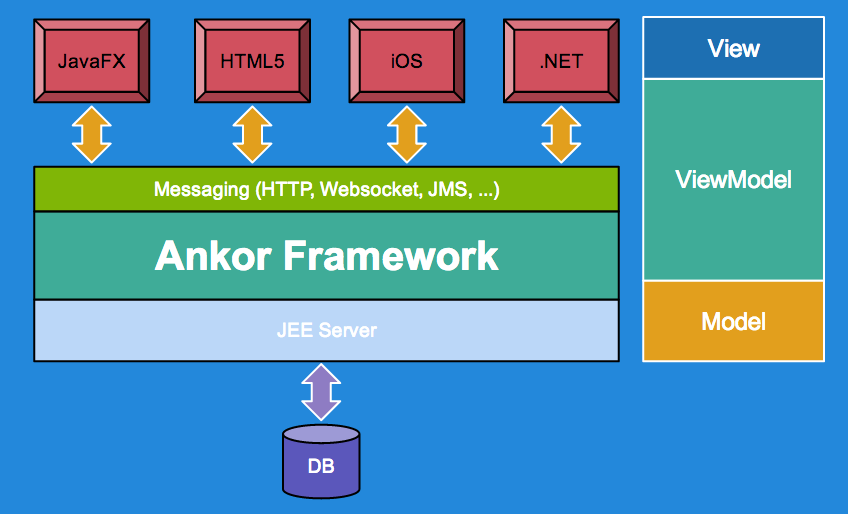 JavaFX
HTML5
iOS
.NET
Messaging (HTTP, Websocket, JMS, ...)
Ankor Framework
JEE Server
DB
View
ViewModel
Model